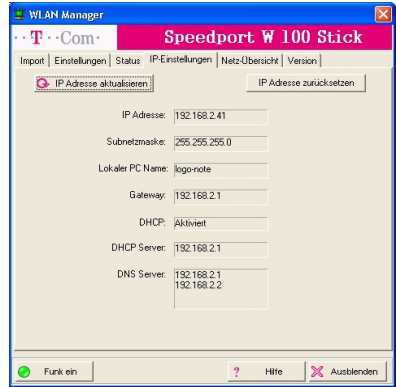 WLAN Manager
··T··Com· Speedport W 100 Stick
Import Einstellungen Status IP-Einstellungen Netz-Übersicht Version
IP Adresse aktualisieren IP Adresse zurücksetzen
IP Adresse: 192.168.2.41
Subnetzmaske: 255.255.255.0
Lokaler PC Name: logo-note
Gateway: 192.168.2.1
DHCP: Aktiviert
DHCP Server: 192.168.2.1
DNS Server: 192.168.2.1
192.168.2.2
Funk ein ? Hilfe Ausblenden